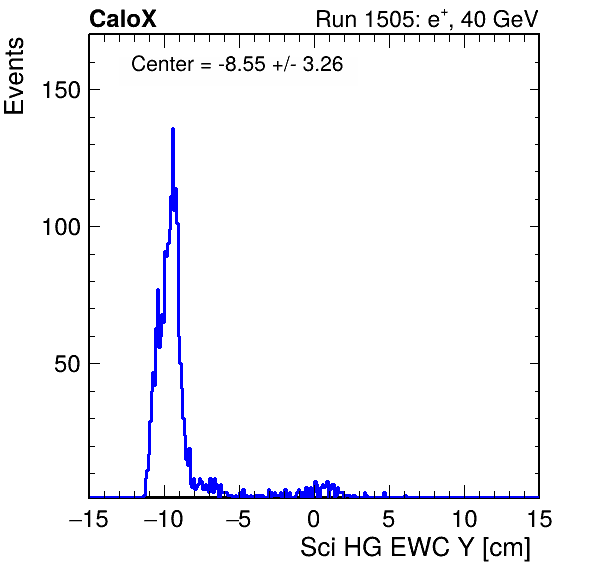 CaloX Run 1505: e⁺, 40 GeV
Center = -8.55 +/- 3.26
Events
150
100
50
−15 −10 −5 0 5 10 15
Sci HG EWC Y [cm]